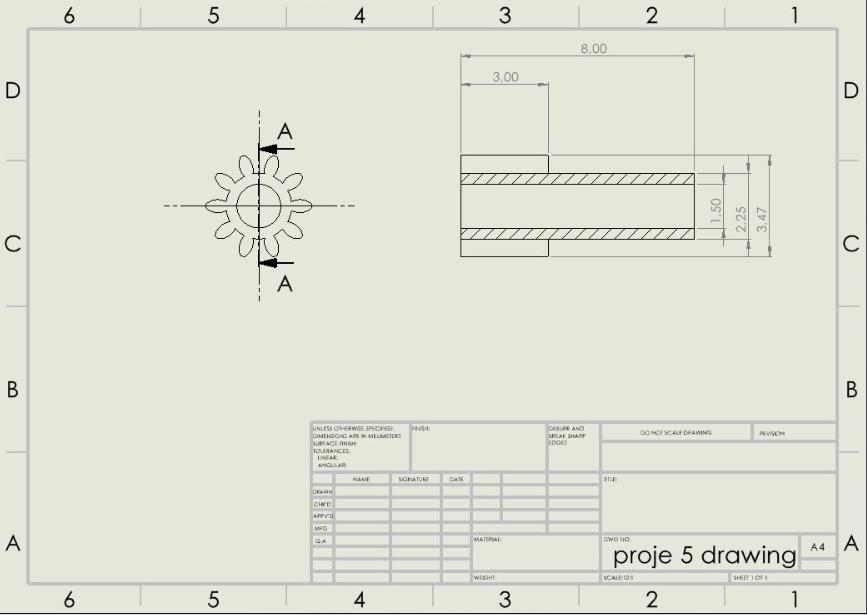 6 5 4 3 2 1
D D
8,00
3,00
A
1,50
2,25
3,47
C C
A
B B
UNLESS OTHERWISE SPECIFIED:
DIMENSIONS ARE IN MILLIMETERS
SURFACE FINISH:
TOLERANCES:
LINEAR:
ANGULAR:
FINISH:
DEBURR AND
BREAK SHARP
EDGES
DO NOT SCALE DRAWING
REVISION
NAME SIGNATURE DATE
TITLE:
DRAWN
CHK'D
APPV'D
MFG
Q.A
MATERIAL:
DWG NO.
proje 5 drawing
A4
A A
WEIGHT:
SCALE:10:1
SHEET 1 OF 1
6 5 4 3 2 1